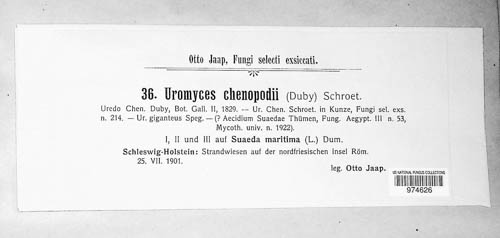 Otto Jaap, Fungi selecti exsiccati.
36. Uromyces chenopodii (Duby) Schroet.
Uredo Chen. Duby, Bot. Gall. II, 1829. — Ur. Chen. Schroet. in Kunze, Fungi sel. exs.
n. 214. — Ur. giganteus Speg. — (? Aecidium Suaedae Thümen, Fung. Aegypt. III n. 53,
Mycoth. univ. n. 1922).
I, II und III auf Suaeda maritima (L.) Dum.
Schleswig-Holstein: Strandwiesen auf der nordfriesischen Insel Röm.
25. VII. 1901.
leg. Otto Jaap.
US NATIONAL FUNGUS COLLECTIONS
974626